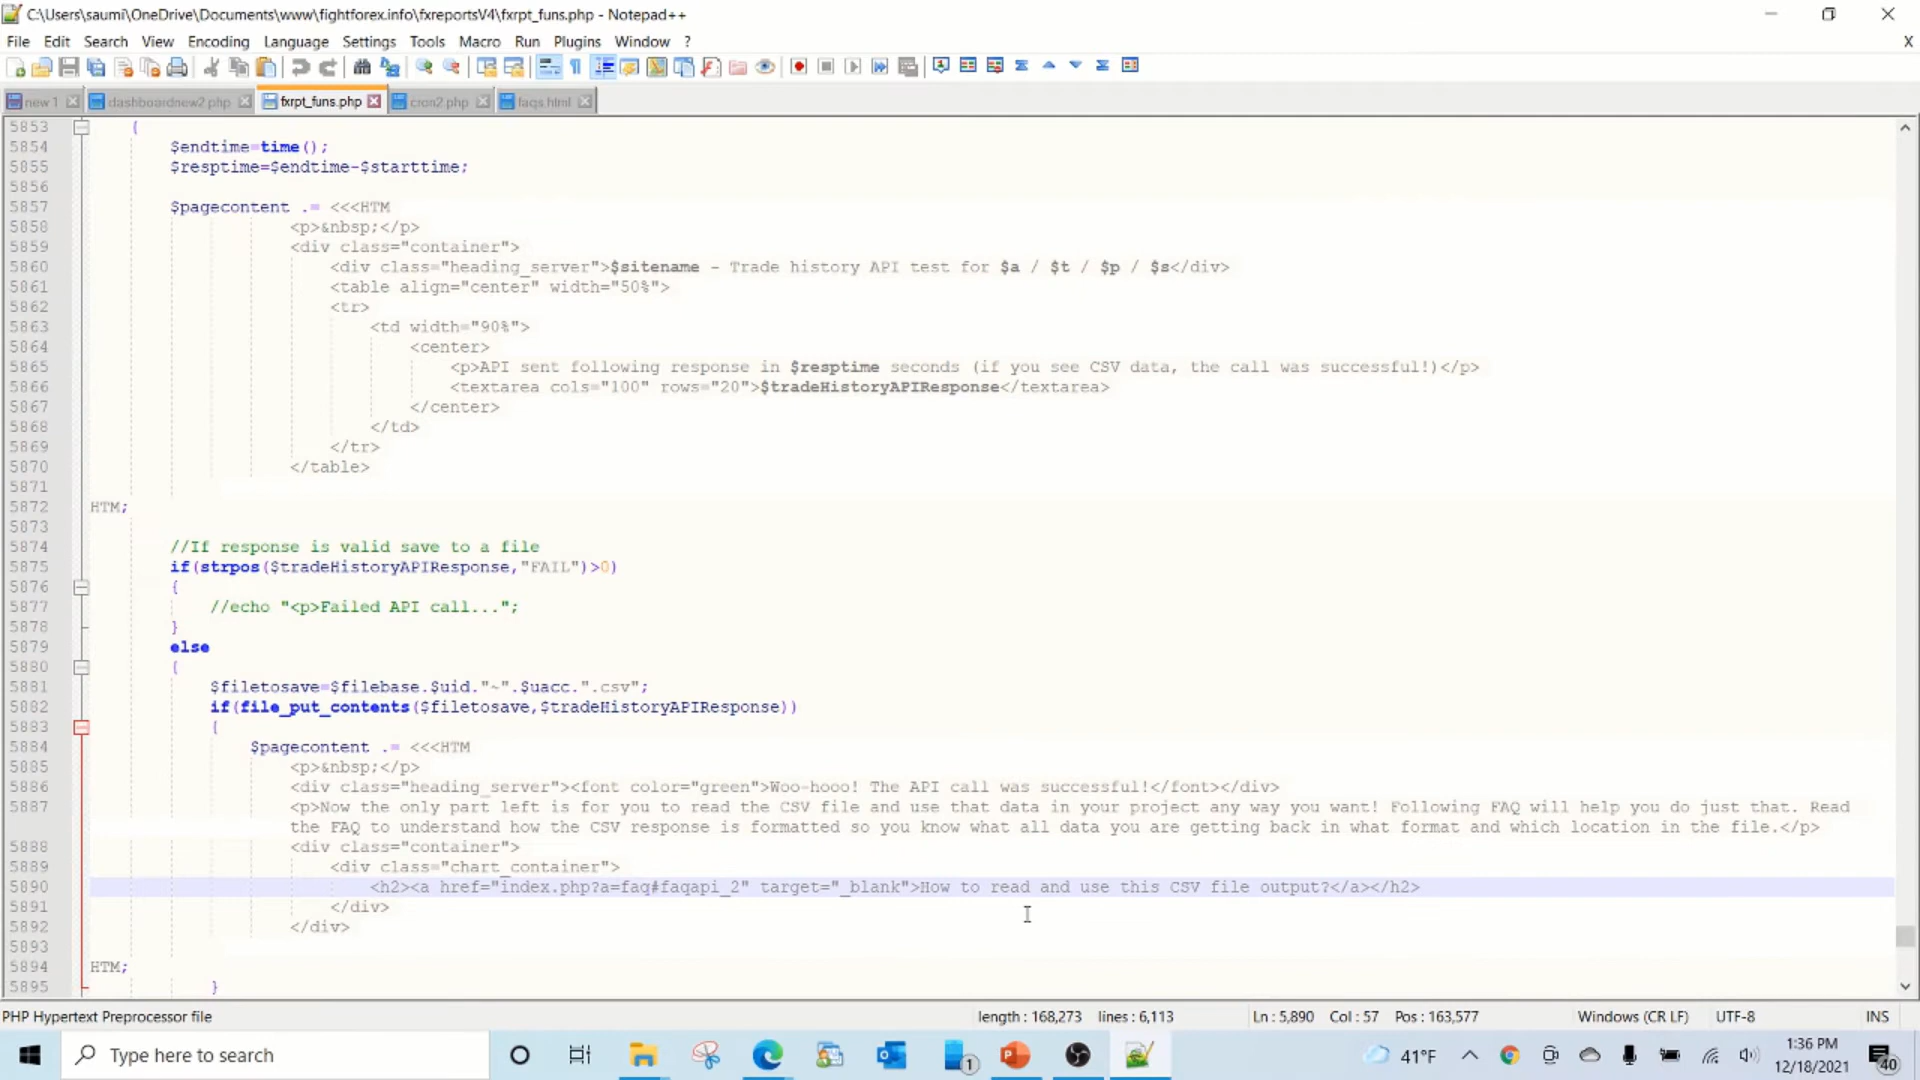 C:\Users\saumi\OneDrive\Documents\www\fightforex.info\fxreportsV4\fxrpt_funs.php - Notepad++
File Edit Search View Encoding Language Settings Tools Macro Run Plugins Window ? X
new 1 dashboardnew2.php fxrpt_funs.php cron2.php faqs.html
5853 {
5854 $endtime=time();
5855 $resptime=$endtime-$starttime;
5856
5857 $pagecontent .= <<<HTM
5858 <p>&nbsp;</p>
5859 <div class="container">
5860 <div class="heading_server">$sitename - Trade history API test for $a / $t / $p / $s</div>
5861 <table align="center" width="50%">
5862 <tr>
5863 <td width="90%">
5864 <center>
5865 <p>API sent following response in $resptime seconds (if you see CSV data, the call was successful!)</p>
5866 <textarea cols="100" rows="20">$tradeHistoryAPIResponse</textarea>
5867 </center>
5868 </td>
5869 </tr>
5870 </table>
5871
5872 HTM;
5873
5874 //If response is valid save to a file
5875 if(strpos($tradeHistoryAPIResponse,"FAIL")>0)
5876 {
5877 //echo "<p>Failed API call...";
5878 }
5879 else
5880 {
5881 $filetosave=$filebase.$uid."~".$uacc.".csv";
5882 if(file_put_contents($filetosave,$tradeHistoryAPIResponse))
5883 {
5884 $pagecontent .= <<<HTM
5885 <p>&nbsp;</p>
5886 <div class="heading_server"><font color="green">Woo-hooo! The API call was successful!</font></div>
5887 <p>Now the only part left is for you to read the CSV file and use that data in your project any way you want! Following FAQ will help you do just that. Read
the FAQ to understand how the CSV response is formatted so you know what all data you are getting back in what format and which location in the file.</p>
5888 <div class="container">
5889 <div class="chart_container">
5890 <h2><a href="index.php?a=faq#faqapi_2" target="_blank">How to read and use this CSV file output?</a></h2>
5891 </div>
5892 </div>
5893
5894 HTM;
5895 }
PHP Hypertext Preprocessor file length : 168,273 lines : 6,113 Ln : 5,890 Col : 57 Pos : 163,577 Windows (CR LF) UTF-8 INS
Type here to search 1 41°F 1:36 PM
12/18/2021 40